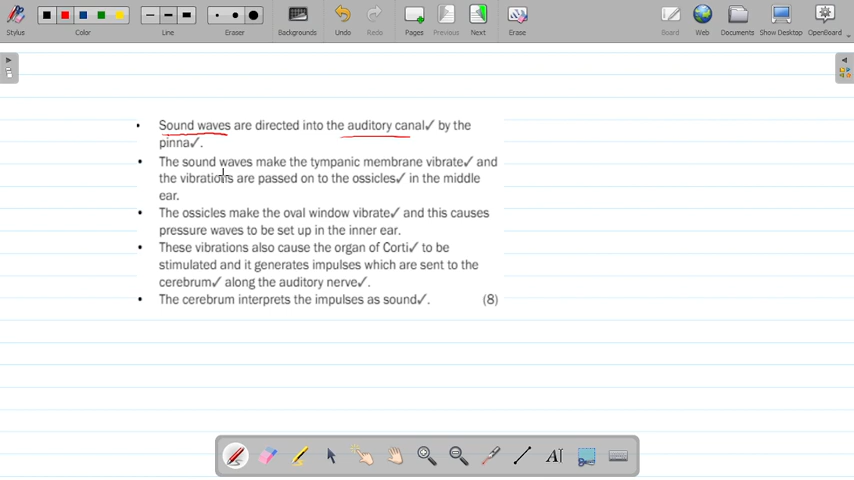 Stylus Color Line Eraser Backgrounds Undo Redo Pages Previous Next Erase Board Web Documents Show Desktop OpenBoard
• Sound waves are directed into the auditory canal✓ by the
pinna✓.
• The sound waves make the tympanic membrane vibrate✓ and
the vibrations are passed on to the ossicles✓ in the middle
ear.
• The ossicles make the oval window vibrate✓ and this causes
pressure waves to be set up in the inner ear.
• These vibrations also cause the organ of Corti✓ to be
stimulated and it generates impulses which are sent to the
cerebrum✓ along the auditory nerve✓.
• The cerebrum interprets the impulses as sound✓. (8)